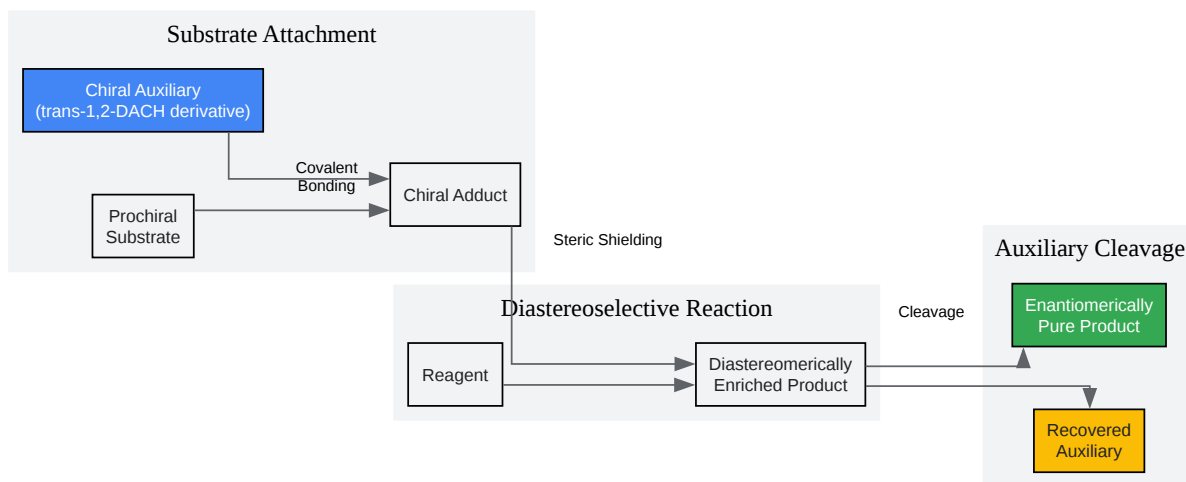 Substrate Attachment
Chiral Auxiliary
(trans-1,2-DACH derivative)
Covalent
Bonding
Chiral Adduct
Prochiral
Substrate
Steric Shielding
Diastereoselective Reaction
Reagent
Diastereomerically
Enriched Product
Cleavage
Auxiliary Cleavage
Enantiomerically
Pure Product
Recovered
Auxiliary